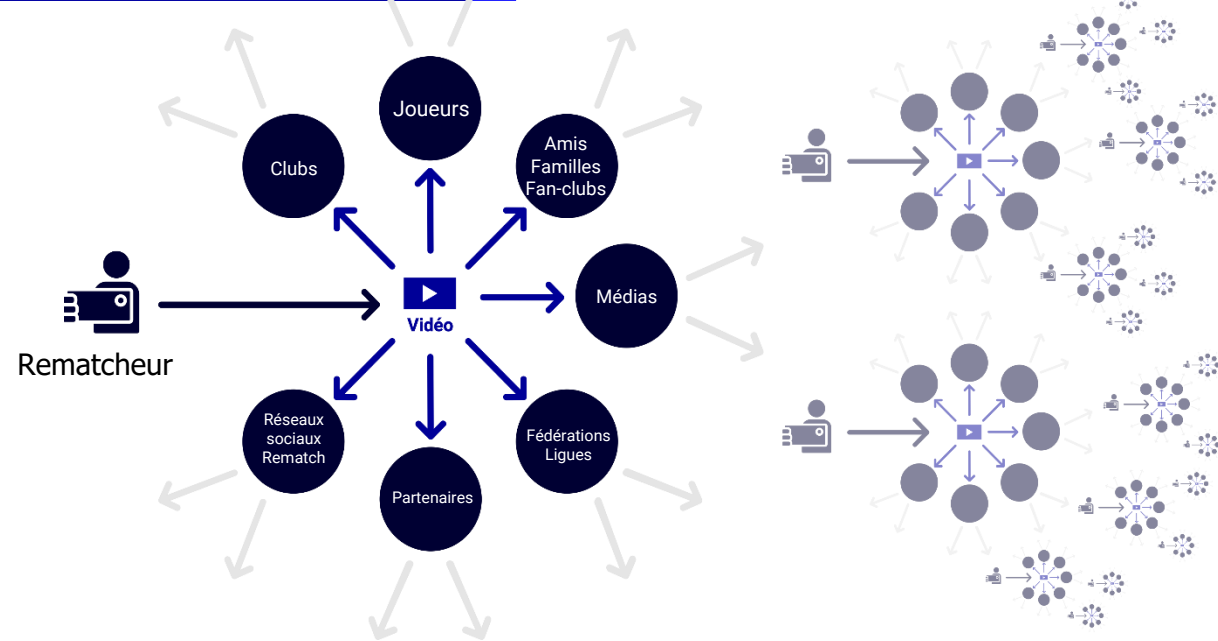 Joueurs
Clubs
Amis
Familles
Fan-clubs
Médias
Vidéo
Rematcheur
Réseaux
sociaux
Rematch
Fédérations
Ligues
Partenaires